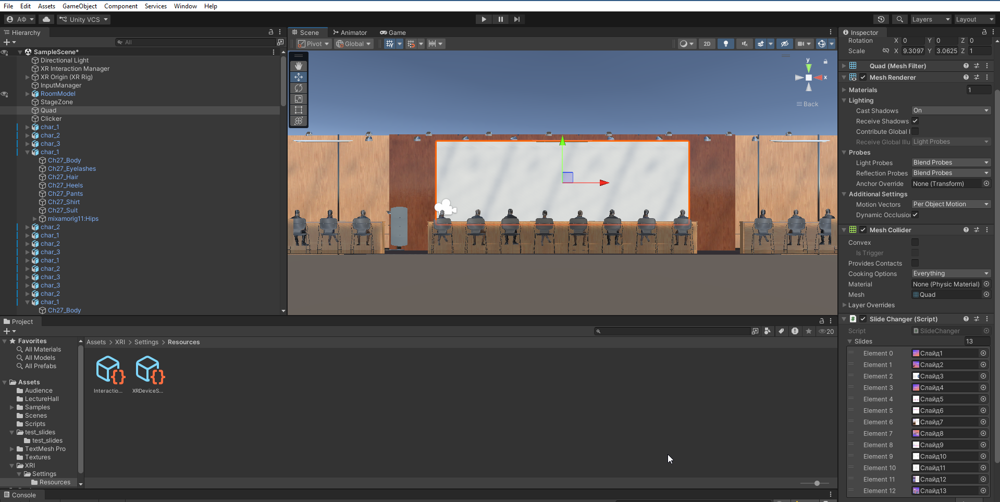 File Edit Assets GameObject Component Services Window Help
АФ Unity VCS Layers Layout
Hierarchy
All
SampleScene*
Directional Light
XR Interaction Manager
XR Origin (XR Rig)
InputManager
RoomModel
StageZone
Quad
Clicker
char_1
char_2
char_3
char_1
Ch27_Body
Ch27_Eyelashes
Ch27_Hair
Ch27_Heels
Ch27_Pants
Ch27_Shirt
Ch27_Suit
mixamorig11:Hips
char_2
char_1
char_2
char_3
char_1
char_2
char_3
char_3
char_2
char_1
Ch27_Body
Scene Animator Game
Pivot Global 2D
y
x
Back
Project
20
Favorites
All Materials
All Models
All Prefabs
Assets
Audience
LectureHall
Samples
Scenes
Scripts
test_slides
test_slides
TextMesh Pro
Textures
XRI
Settings
Resources
Assets > XRI > Settings > Resources
Interactio... XRDeviceS...
Console
Inspector
Rotation X 0 Y 0 Z 0
Scale X 9.3097 Y 3.0625 Z 1
Quad (Mesh Filter)
Mesh Renderer
Materials 1
Lighting
Cast Shadows On
Receive Shadows
Contribute Global I
Receive Global Illu Light Probes
Probes
Light Probes Blend Probes
Reflection Probes Blend Probes
Anchor Override None (Transform)
Additional Settings
Motion Vectors Per Object Motion
Dynamic Occlusion
Mesh Collider
Convex
Is Trigger
Provides Contacts
Cooking Options Everything
Material None (Physic Material)
Mesh Quad
Layer Overrides
# Slide Changer (Script)
Script SlideChanger
Slides 13
Element 0 Слайд1
Element 1 Слайд2
Element 2 Слайд3
Element 3 Слайд4
Element 4 Слайд5
Element 5 Слайд6
Element 6 Слайд7
Element 7 Слайд8
Element 8 Слайд9
Element 9 Слайд10
Element 10 Слайд11
Element 11 Слайд12
Element 12 Слайд13